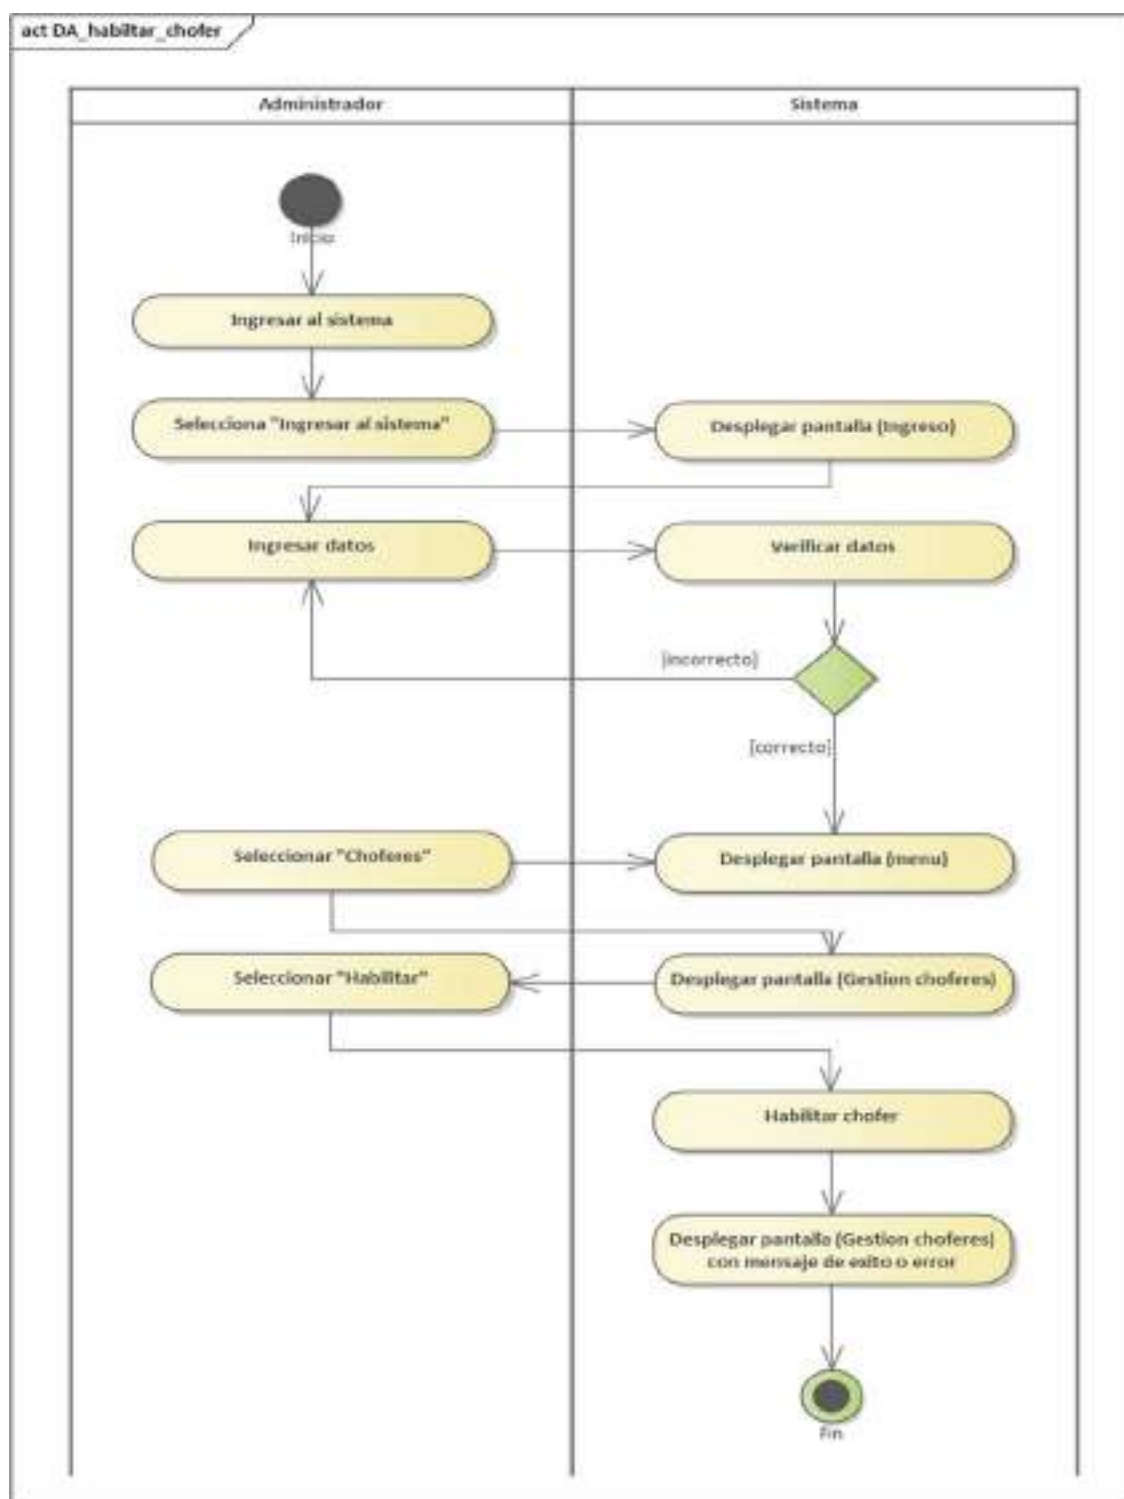 act DA_habiltar_chofer
Administrador
Sistema
Inicio
Ingresar al sistema
Selecciona "Ingresar al sistema"
Desplegar pantalla (Ingreso)
Ingresar datos
Verificar datos
[incorrecto]
[correcto]
Seleccionar "Choferes"
Desplegar pantalla (menu)
Seleccionar "Habilitar"
Desplegar pantalla (Gestion choferes)
Habilitar chofer
Desplegar pantalla (Gestion choferes)
con mensaje de exito o error
Fin